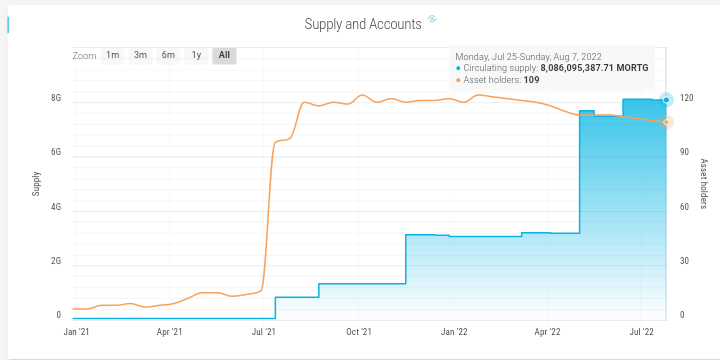 Supply and Accounts
Zoom 1m 3m 6m 1y All
Monday, Jul 25-Sunday, Aug 7, 2022
Circulating supply: 8,086,095,387.71 MORTG
Asset holders: 109
8G
6G
4G
2G
0
Supply
120
90
60
30
0
Asset holders
Jan '21 Apr '21 Jul '21 Oct '21 Jan '22 Apr '22 Jul '22